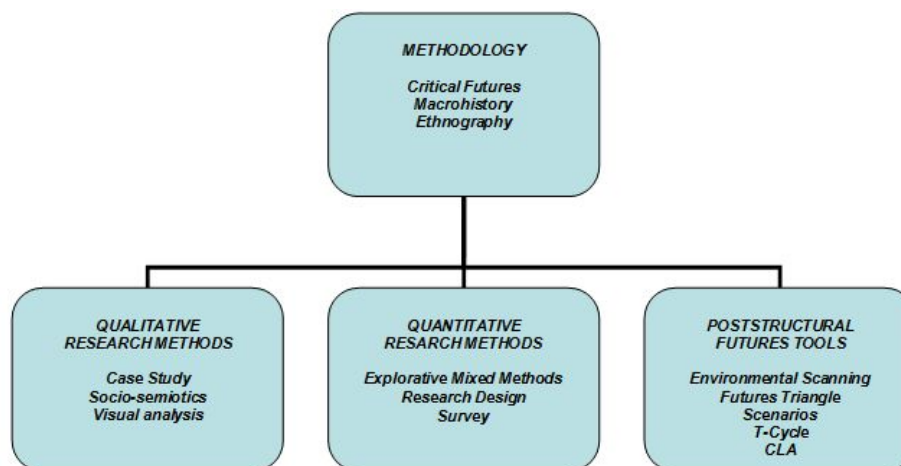 METHODOLOGY
Critical Futures
Macrohistory
Ethnography
QUALITATIVE
RESEARCH METHODS
Case Study
Socio-semiotics
Visual analysis
QUANTITATIVE
RESARCH METHODS
Explorative Mixed Methods
Research Design
Survey
POSTSTRUCTURAL
FUTURES TOOLS
Environmental Scanning
Futures Triangle
Scenarios
T-Cycle
CLA